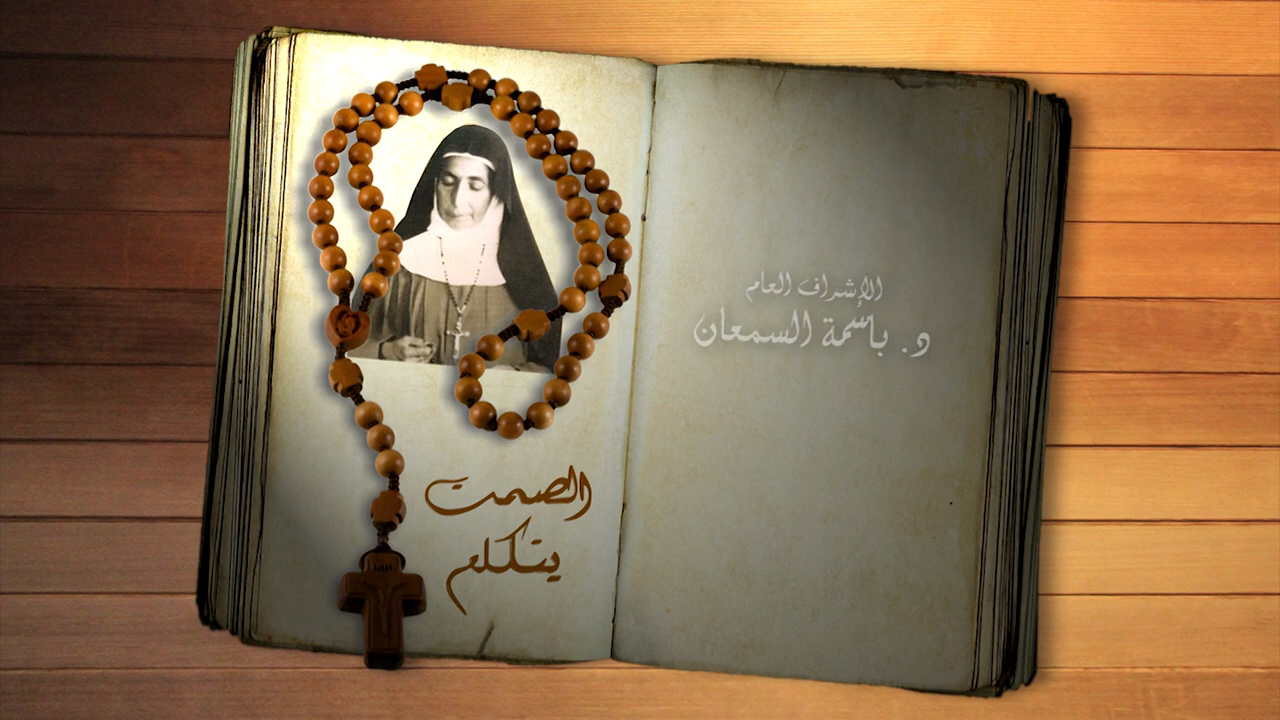 الصمت
يتكلم
الإشراف العام
د. باسمة السمعان